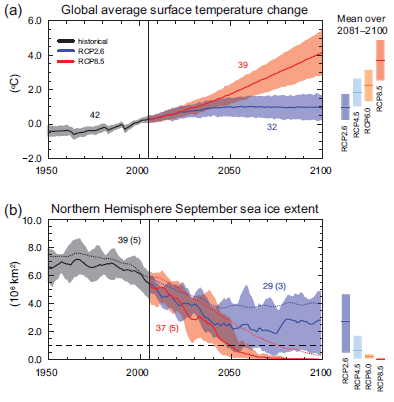 (a) Global average surface temperature change
Mean over
2081–2100
6.0
historical
RCP2.6
RCP8.5
4.0
39
(°C)
2.0
42
0.0
32
−2.0
1950 2000 2050 2100
RCP2.6
RCP4.5
RCP6.0
RCP8.5
(b) Northern Hemisphere September sea ice extent
10.0
39 (5)
8.0
6.0
29 (3)
(10⁶ km²)
4.0
37 (5)
2.0
0.0
1950 2000 2050 2100
RCP2.6
RCP4.5
RCP6.0
RCP8.5